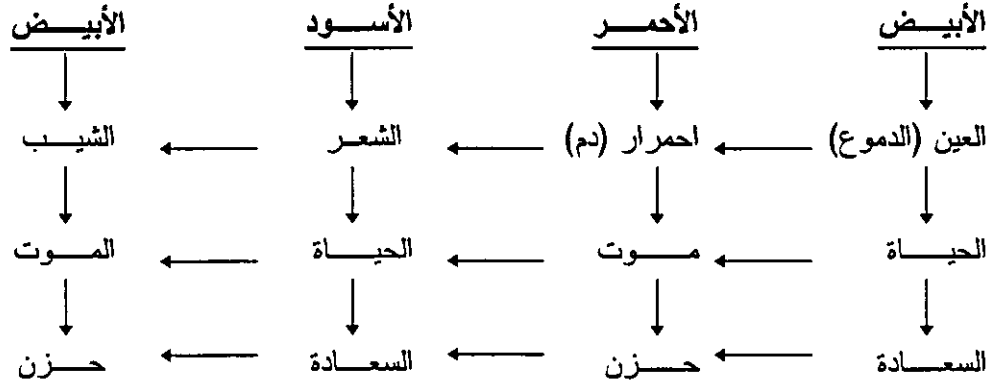 الأبيض الأحمر الأسود الأبيض
العين (الدموع) احمرار (دم) الشعر الشيب
الحياة موت الحياة الموت
السعادة حزن السعادة حزن